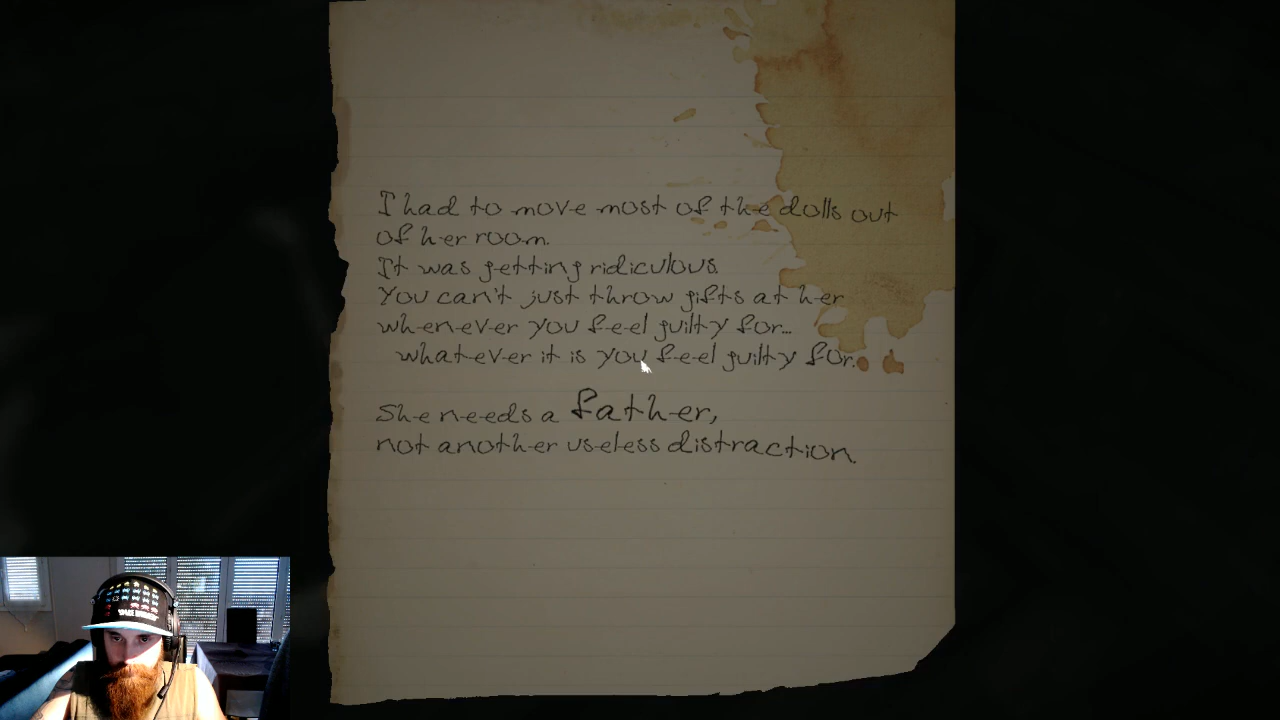 I had to move most of the dolls out
of her room.
It was getting ridiculous.
You can't just throw gifts at her
whenever you feel guilty for...
whatever it is you feel guilty for.
She needs a father,
not another useless distraction.